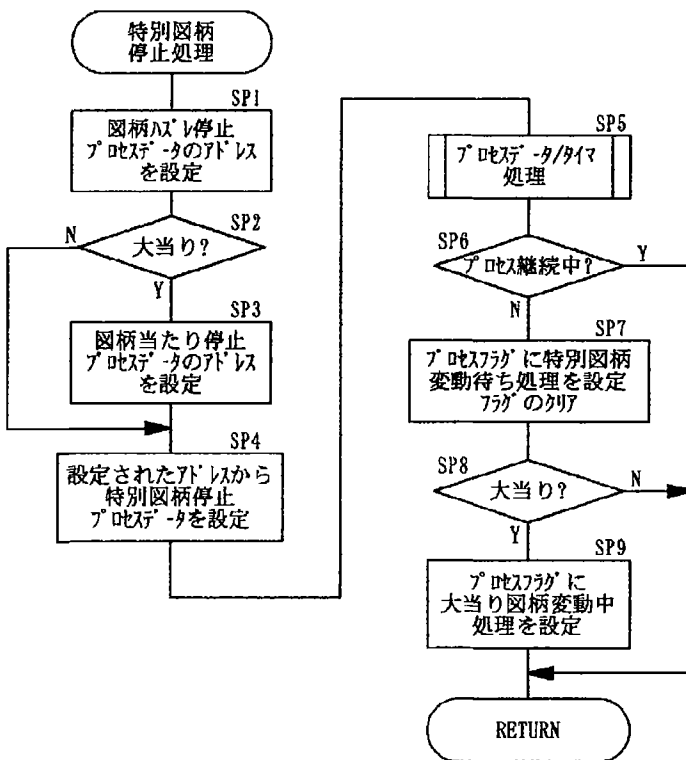 特別図柄
停止処理
SP1
図柄ﾊｽﾞﾚ停止
ﾌﾟﾛｾｽﾃﾞｰﾀのｱﾄﾞﾚｽ
を設定
SP2
N
大当り?
Y
SP3
図柄当たり停止
ﾌﾟﾛｾｽﾃﾞｰﾀのｱﾄﾞﾚｽ
を設定
SP4
設定されたｱﾄﾞﾚｽから
特別図柄停止
ﾌﾟﾛｾｽﾃﾞｰﾀを設定
SP5
ﾌﾟﾛｾｽﾃﾞｰﾀ/ﾀｲﾏ
処理
SP6
ﾌﾟﾛｾｽ継続中?
Y
N
SP7
ﾌﾟﾛｾｽﾌﾗｸﾞに特別図柄
変動待ち処理を設定
ﾌﾗｸﾞのｸﾘｱ
SP8
大当り?
N
Y
SP9
ﾌﾟﾛｾｽﾌﾗｸﾞに
大当り図柄変動中
処理を設定
RETURN